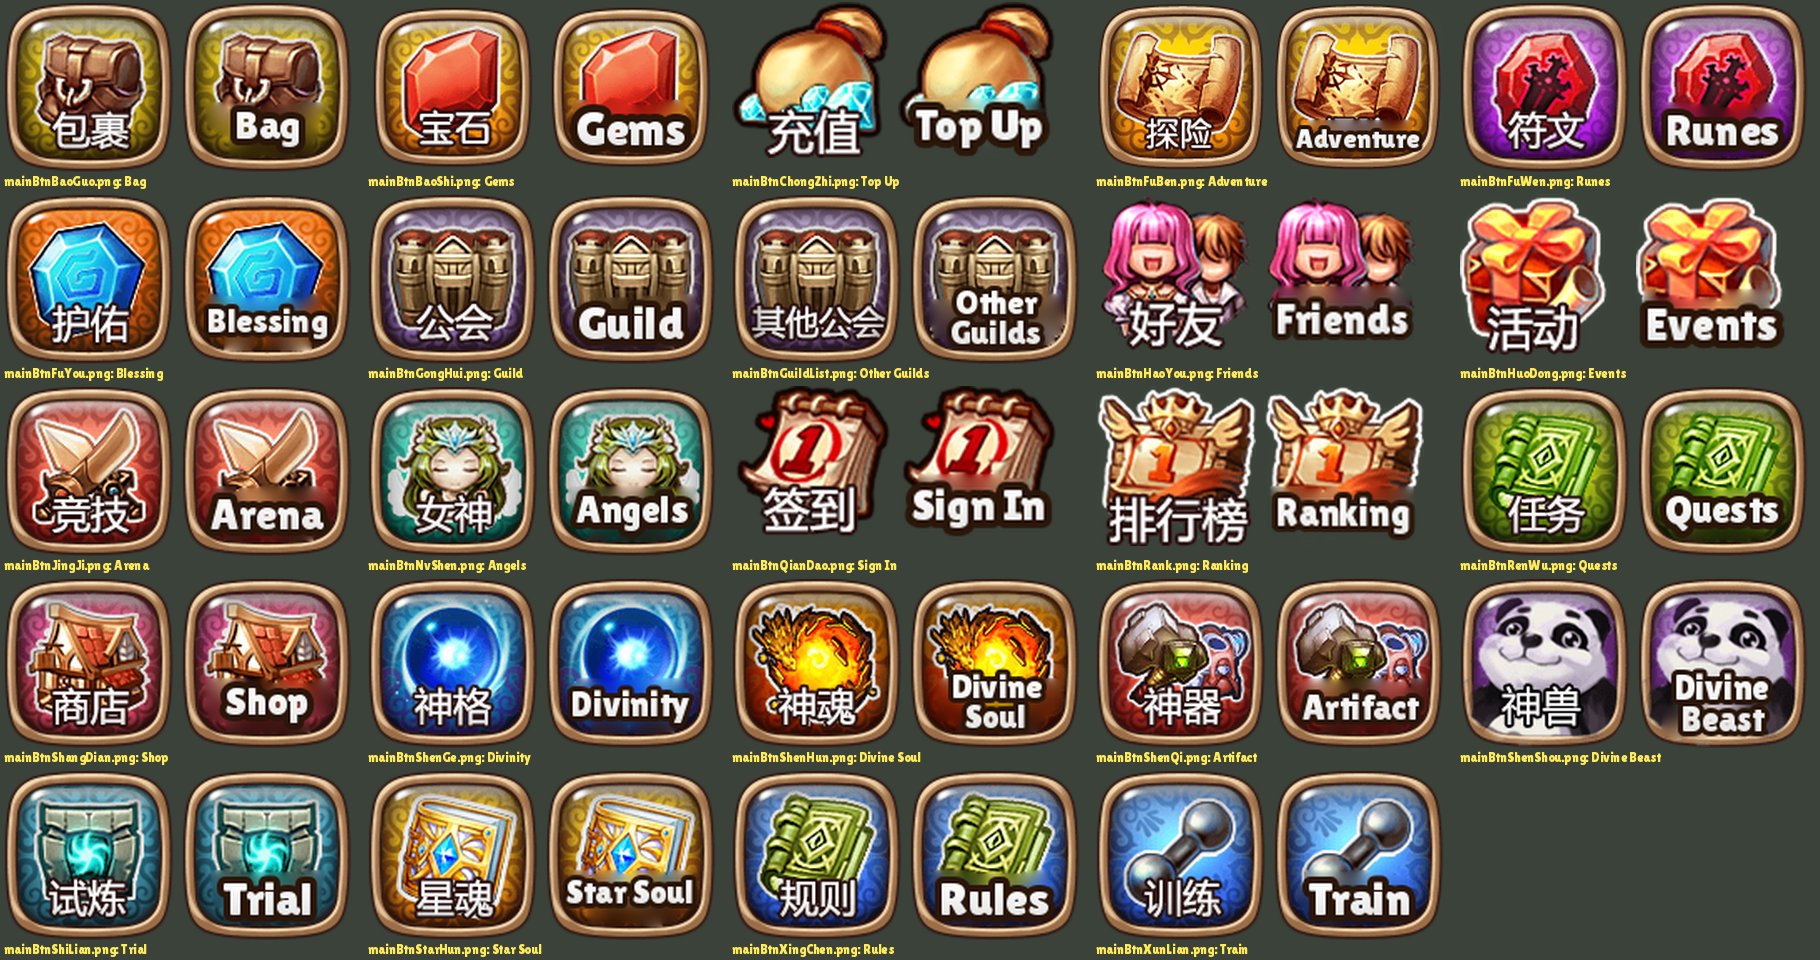 包裹
Bag
宝石
Gems
充值
Top Up
探险
Adventure
符文
Runes
mainBtnBaoGuo.png: Bag
mainBtnBaoShi.png: Gems
mainBtnChongZhi.png: Top Up
mainBtnFuBen.png: Adventure
mainBtnFuWen.png: Runes
护佑
Blessing
公会
Guild
其他公会
Other
Guilds
好友
Friends
活动
Events
mainBtnFuYou.png: Blessing
mainBtnGongHui.png: Guild
mainBtnGuildList.png: Other Guilds
mainBtnHaoYou.png: Friends
mainBtnHuoDong.png: Events
竞技
Arena
女神
Angels
1
签到
1
Sign In
1
排行榜
1
Ranking
任务
Quests
mainBtnJingJi.png: Arena
mainBtnNvShen.png: Angels
mainBtnQianDao.png: Sign In
mainBtnRank.png: Ranking
mainBtnRenWu.png: Quests
商店
Shop
神格
Divinity
神魂
Divine
Soul
神器
Artifact
神兽
Divine
Beast
mainBtnShangDian.png: Shop
mainBtnShenGe.png: Divinity
mainBtnShenHun.png: Divine Soul
mainBtnShenQi.png: Artifact
mainBtnShenShou.png: Divine Beast
试炼
Trial
星魂
Star Soul
规则
Rules
训练
Train
mainBtnShiLian.png: Trial
mainBtnStarHun.png: Star Soul
mainBtnXingChen.png: Rules
mainBtnXunLian.png: Train